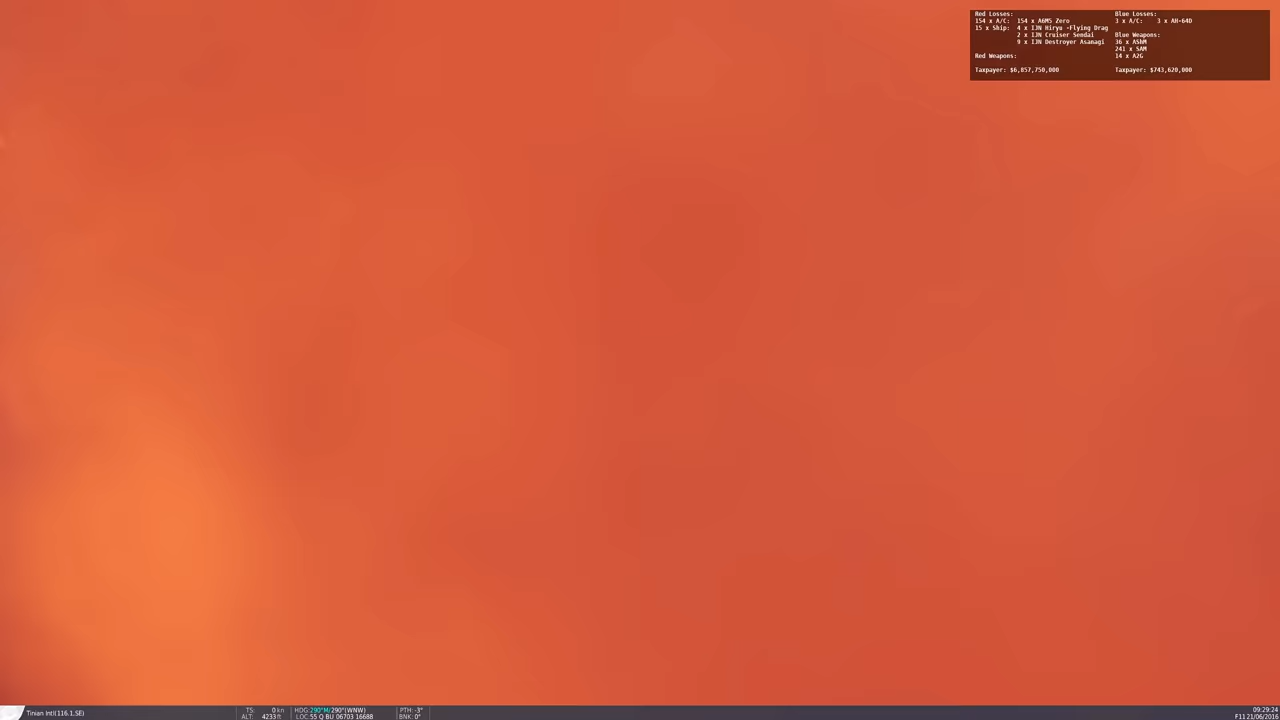 Red Losses:
154 x A/C: 154 x A6M5 Zero
15 x Ship: 4 x IJN Hiryu -Flying Drag
2 x IJN Cruiser Sendai
9 x IJN Destroyer Asanagi
Red Weapons:
Taxpayer: $6,857,750,000
Blue Losses:
3 x A/C: 3 x AH-64D
Blue Weapons:
36 x AShM
241 x SAM
14 x A2G
Taxpayer: $743,620,000
Tinian Intl(116.1,SE)
TS: 0 kn
ALT: 4233 ft
HDG:290°M/290°(WNW)
LOC:55 Q BU 06703 16688
PTH: -3°
BNK: 0°
09:29:24
F11 21/06/2016